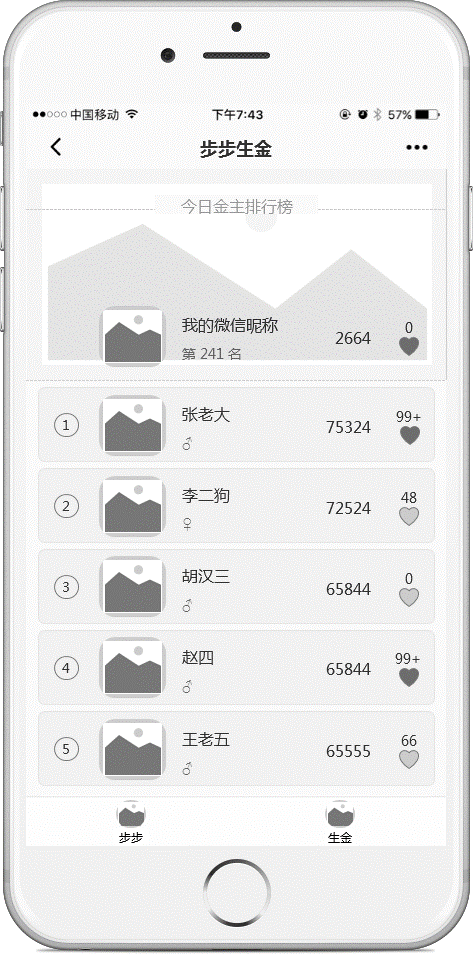 中国移动 下午7:43 57%
步步生金
今日金主排行榜
我的微信昵称 2664 0
第 241 名
1 张老大 ♂ 75324 99+
2 李二狗 ♀ 72524 48
3 胡汉三 ♂ 65844 0
4 赵四 ♂ 65844 99+
5 王老五 ♂ 65555 66
步步 生金